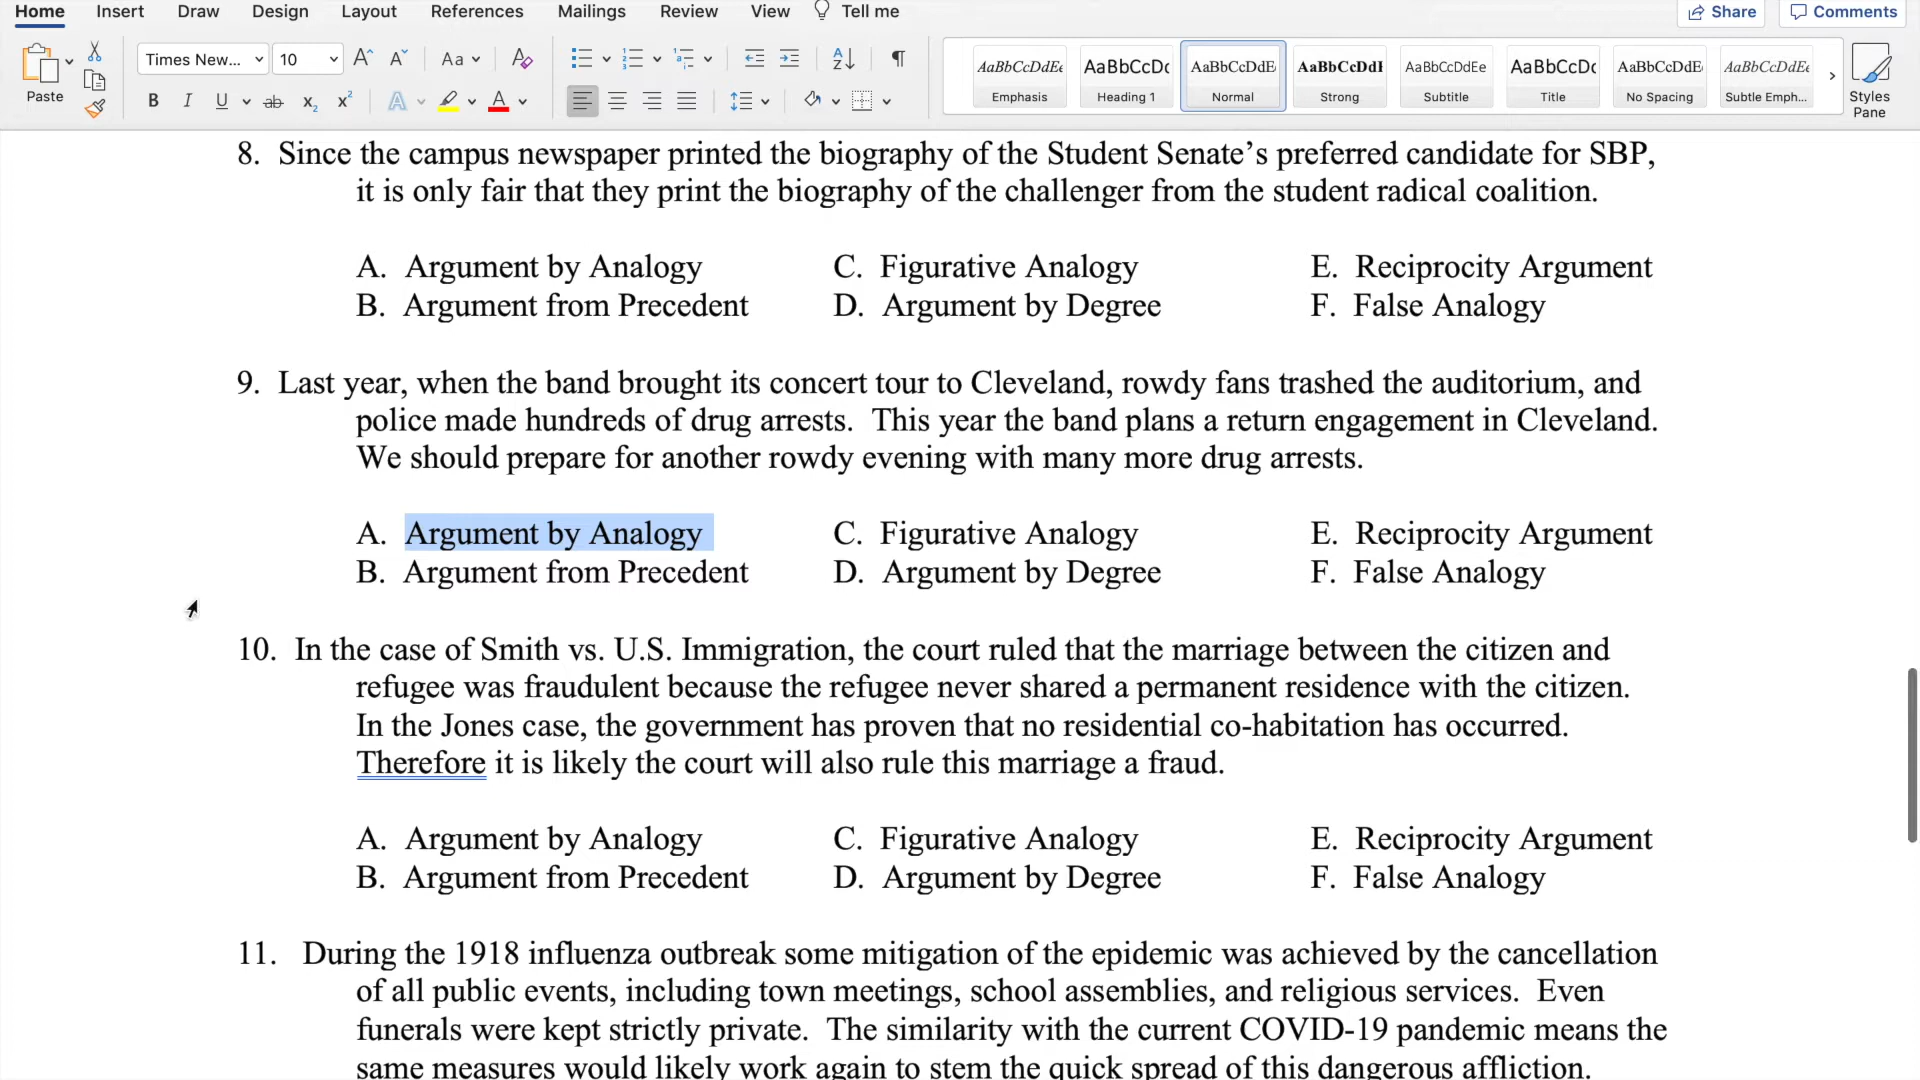 Home Insert Draw Design Layout References Mailings Review View Tell me Share Comments
Paste Times New... 10 A^ Aˇ Aa A
B I U ab x₂ x² A A A↓Z ¶
AaBbCcDdEe AaBbCcDc AaBbCcDdE AaBbCcDdI AaBbCcDdEe AaBbCcDc AaBbCcDdE AaBbCcDdEe
Emphasis Heading 1 Normal Strong Subtitle Title No Spacing Subtle Emph... Styles Pane
8. Since the campus newspaper printed the biography of the Student Senate’s preferred candidate for SBP,
it is only fair that they print the biography of the challenger from the student radical coalition.
A. Argument by Analogy C. Figurative Analogy E. Reciprocity Argument
B. Argument from Precedent D. Argument by Degree F. False Analogy
9. Last year, when the band brought its concert tour to Cleveland, rowdy fans trashed the auditorium, and
police made hundreds of drug arrests. This year the band plans a return engagement in Cleveland.
We should prepare for another rowdy evening with many more drug arrests.
A. Argument by Analogy C. Figurative Analogy E. Reciprocity Argument
B. Argument from Precedent D. Argument by Degree F. False Analogy
10. In the case of Smith vs. U.S. Immigration, the court ruled that the marriage between the citizen and
refugee was fraudulent because the refugee never shared a permanent residence with the citizen.
In the Jones case, the government has proven that no residential co-habitation has occurred.
Therefore it is likely the court will also rule this marriage a fraud.
A. Argument by Analogy C. Figurative Analogy E. Reciprocity Argument
B. Argument from Precedent D. Argument by Degree F. False Analogy
11. During the 1918 influenza outbreak some mitigation of the epidemic was achieved by the cancellation
of all public events, including town meetings, school assemblies, and religious services. Even
funerals were kept strictly private. The similarity with the current COVID-19 pandemic means the
same measures would likely work again to stem the quick spread of this dangerous affliction.